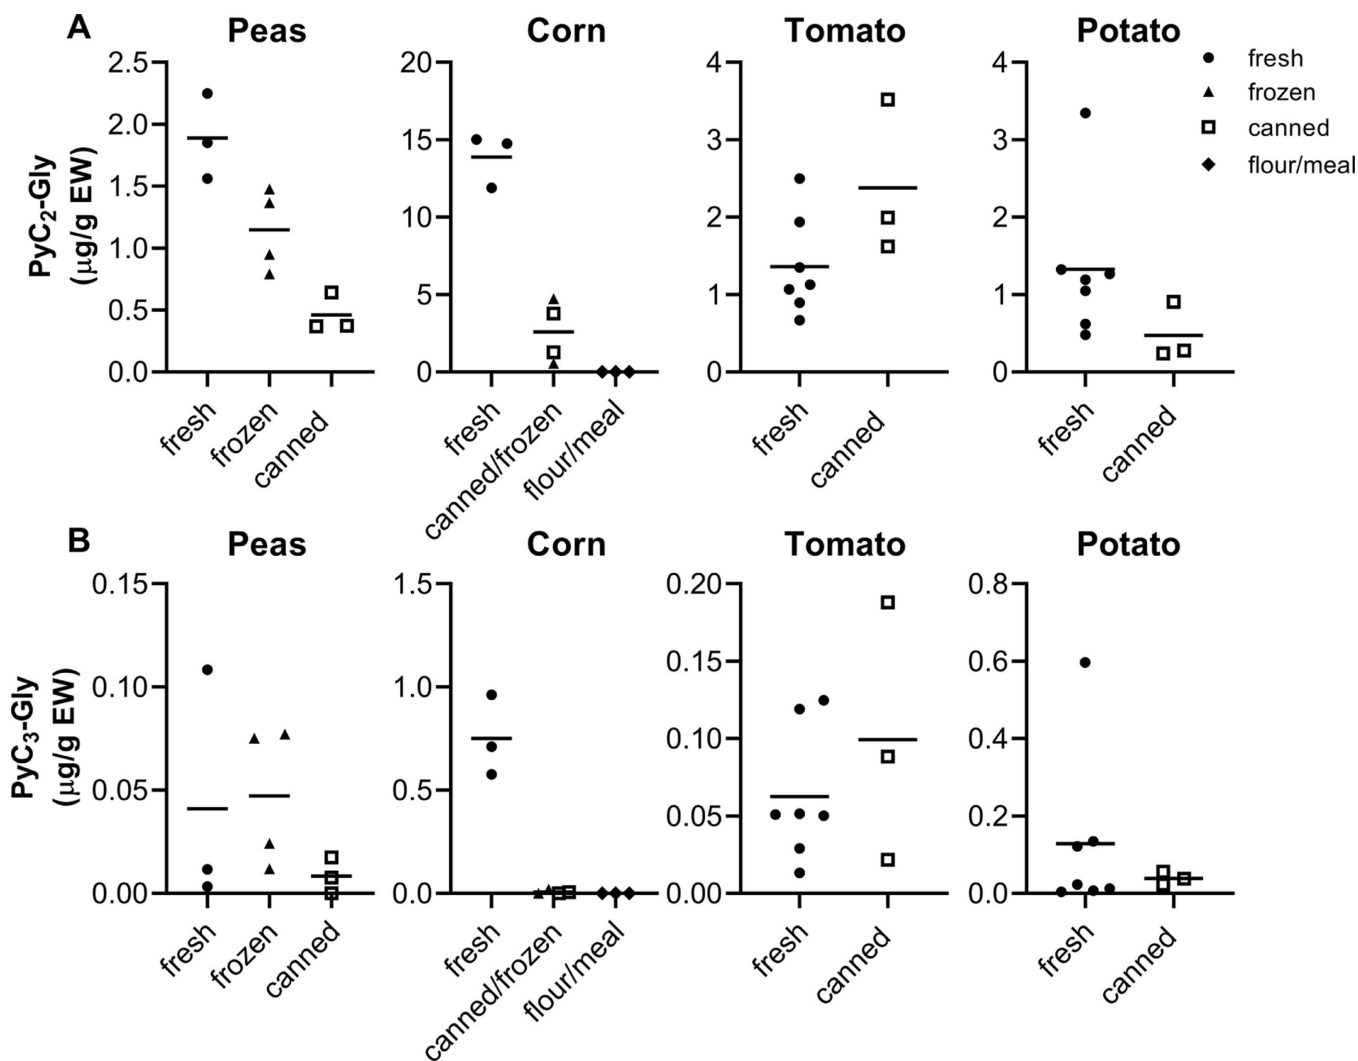 A
Peas
Corn
Tomato
Potato
fresh
frozen
canned
flour/meal
PyC₂-Gly
(µg/g EW)
2.5
2.0
1.5
1.0
0.5
0.0
fresh
frozen
canned
20
15
10
5
0
fresh
canned/frozen
flour/meal
4
3
2
1
0
fresh
canned
4
3
2
1
0
fresh
canned
B
Peas
Corn
Tomato
Potato
PyC₃-Gly
(µg/g EW)
0.15
0.10
0.05
0.00
fresh
frozen
canned
1.5
1.0
0.5
0.0
fresh
canned/frozen
flour/meal
0.20
0.15
0.10
0.05
0.00
fresh
canned
0.8
0.6
0.4
0.2
0.0
fresh
canned